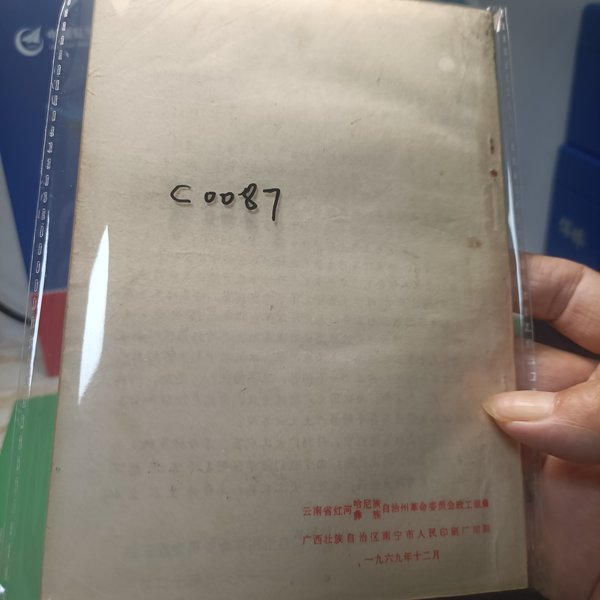 C0087
云南省红河哈尼族彝族自治州革命委员会政工组编
广西壮族自治区南宁市人民印刷厂印刷
一九六九年十二月